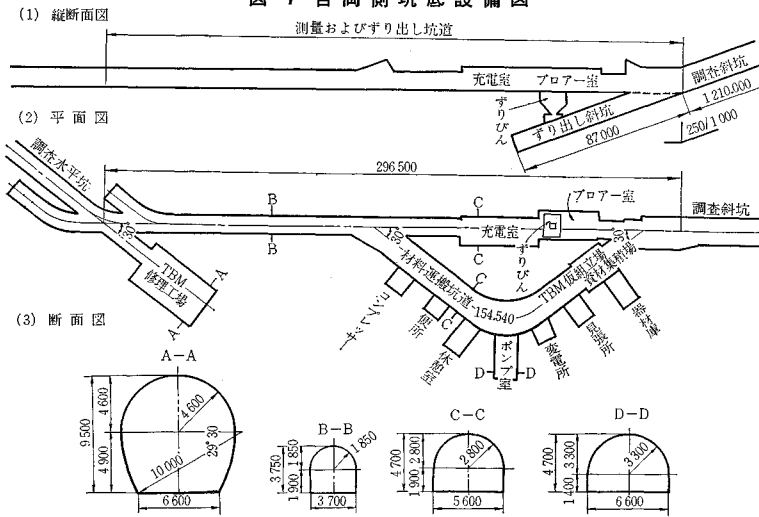 図 7 吉岡側坑底設備図
(1) 縦断面図
測量およびずり出し坑道
充電室
ブロアー室
ずりびん
ずり出し斜坑
調査斜坑
1 210.000
87 000
250/1 000
(2) 平面図
調査水平坑
296 500
B
B
C
C
充電室
ブロアー室
ずりびん
調査斜坑
30°
30°
30°
TBM
修理工場
A
A
材料運搬坑道
154.540
TBM仮組立場
資材集積場
C
C
コンプレッサー
便所
休憩室
D
ポンプ室
D
変電所
見張所
器材庫
(3) 断面図
A-A
9 500
4 600
4 900
4 600
10 000
29°30′
6 600
B-B
3 750
1 850
1 900
1 850
3 700
C-C
4 700
2 800
1 900
2 800
5 600
D-D
4 700
3 300
1 400
3 300
6 600